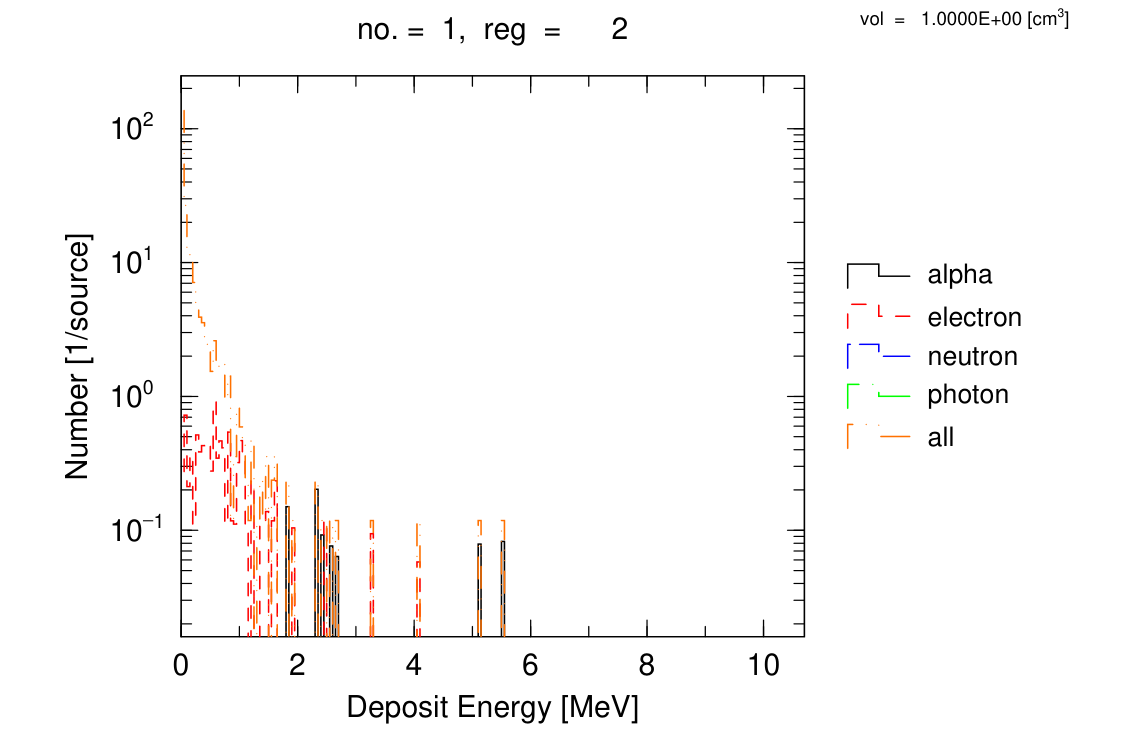 no. = 1, reg = 2
vol = 1.0000E+00 [cm³]
10²
10¹
10⁰
10⁻¹
Number [1/source]
0 2 4 6 8 10
Deposit Energy [MeV]
alpha
electron
neutron
photon
all